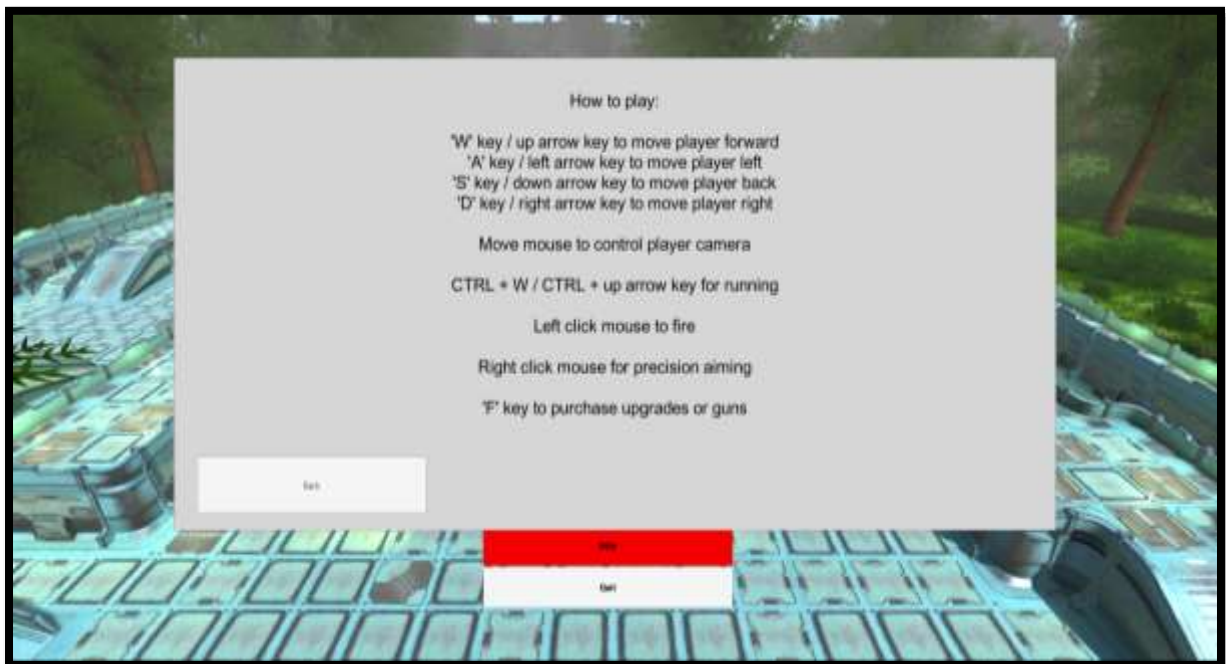 How to play:
'W' key / up arrow key to move player forward
'A' key / left arrow key to move player left
'S' key / down arrow key to move player back
'D' key / right arrow key to move player right
Move mouse to control player camera
CTRL + W / CTRL + up arrow key for running
Left click mouse to fire
Right click mouse for precision aiming
'F' key to purchase upgrades or guns